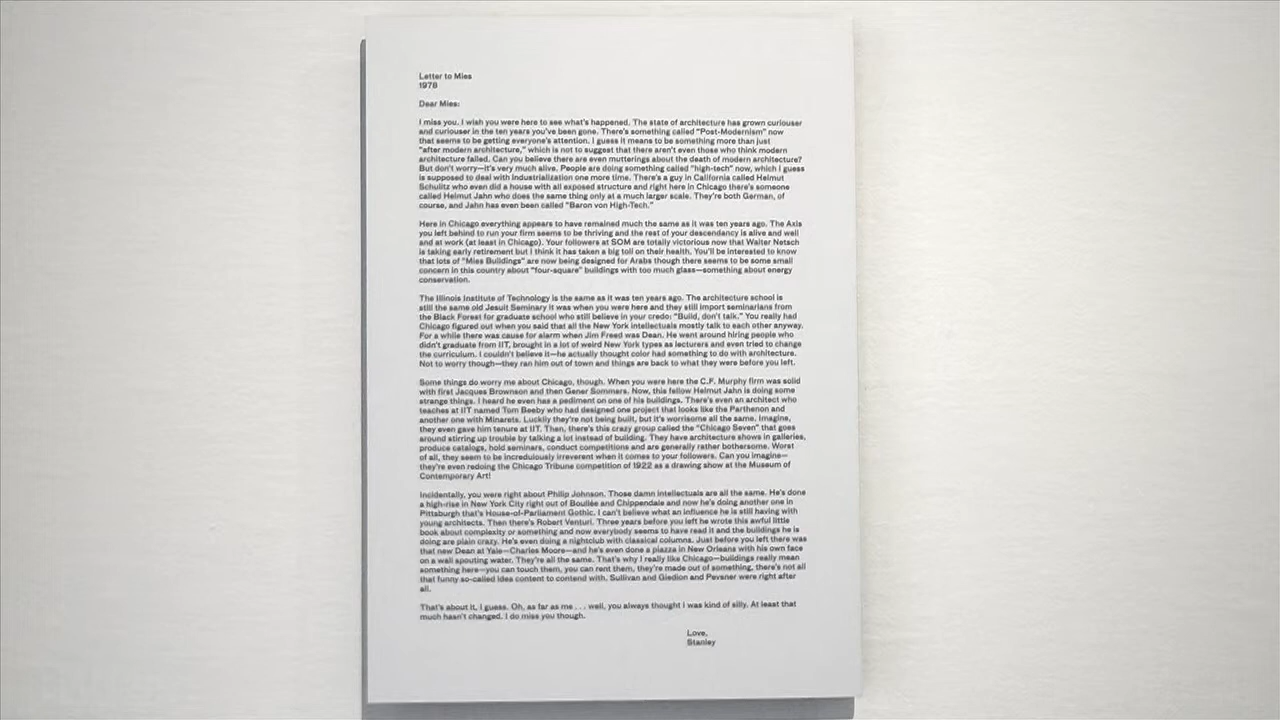 Letter to Mies
1978
Dear Mies:
I miss you. I wish you were here to see what's happened. The state of architecture has grown curiouser
and curiouser in the ten years you've been gone. There's something called "Post-Modernism" now
that seems to be getting everyone's attention. I guess it means to be something more than just
"after modern architecture," which is not to suggest that there aren't even those who think modern
architecture failed. Can you believe there are even mutterings about the death of modern architecture?
But don't worry—it's very much alive. People are doing something called "high-tech" now, which I guess
is supposed to deal with industrialization one more time. There's a guy in California called Helmut
Schulitz who even did a house with all exposed structure and right here in Chicago there's someone
called Helmut Jahn who does the same thing only at a much larger scale. They're both German, of
course, and Jahn has even been called "Baron von High-Tech."
Here in Chicago everything appears to have remained much the same as it was ten years ago. The Axis
you left behind to run your firm seems to be thriving and the rest of your descendancy is alive and well
and at work (at least in Chicago). Your followers at SOM are totally victorious now that Walter Netsch
is taking early retirement but I think it has taken a big toll on their health. You'll be interested to know
that lots of "Mies Buildings" are now being designed for Arabs though there seems to be some small
concern in this country about "four-square" buildings with too much glass—something about energy
conservation.
The Illinois Institute of Technology is the same as it was ten years ago. The architecture school is
still the same old Jesuit Seminary it was when you were here and they still import seminarians from
the Black Forest for graduate school who still believe in your credo: "Build, don't talk." You really had
Chicago figured out when you said that all the New York intellectuals mostly talk to each other anyway.
For a while there was cause for alarm when Jim Freed was Dean. He went around hiring people who
didn't graduate from IIT, brought in a lot of weird New York types as lecturers and even tried to change
the curriculum. I couldn't believe it—he actually thought color had something to do with architecture.
Not to worry though—they ran him out of town and things are back to what they were before you left.
Some things do worry me about Chicago, though. When you were here the C.F. Murphy firm was solid
with first Jacques Brownson and then Gener Sommers. Now, this fellow Helmut Jahn is doing some
strange things. I heard he even has a pediment on one of his buildings. There's even an architect who
teaches at IIT named Tom Beeby who had designed one project that looks like the Parthenon and
another one with Minarets. Luckily they're not being built, but it's worrisome all the same. Imagine,
they even gave him tenure at IIT. Then, there's this crazy group called the "Chicago Seven" that goes
around stirring up trouble by talking a lot instead of building. They have architecture shows in galleries,
produce catalogs, hold seminars, conduct competitions and are generally rather bothersome. Worst
of all, they seem to be incredulously irreverent when it comes to your followers. Can you imagine—
they're even redoing the Chicago Tribune competition of 1922 as a drawing show at the Museum of
Contemporary Art!
Incidentally, you were right about Philip Johnson. Those damn intellectuals are all the same. He's done
a high-rise in New York City right out of Boullée and Chippendale and now he's doing another one in
Pittsburgh that's House-of-Parliament Gothic. I can't believe what an influence he is still having with
young architects. Then there's Robert Venturi. Three years before you left he wrote this awful little
book about complexity or something and now everybody seems to have read it and the buildings he is
doing are plain crazy. He's even doing a nightclub with classical columns. Just before you left there was
that new Dean at Yale—Charles Moore—and he's even done a piazza in New Orleans with his own face
on a wall spouting water. They're all the same. That's why I really like Chicago—buildings really mean
something here—you can touch them, you can rent them, they're made out of something, there's not all
that funny so-called idea content to contend with. Sullivan and Giedion and Pevsner were right after
all.
That's about it, I guess. Oh, as far as me . . . well, you always thought I was kind of silly. At least that
much hasn't changed. I do miss you though.
Love,
Stanley